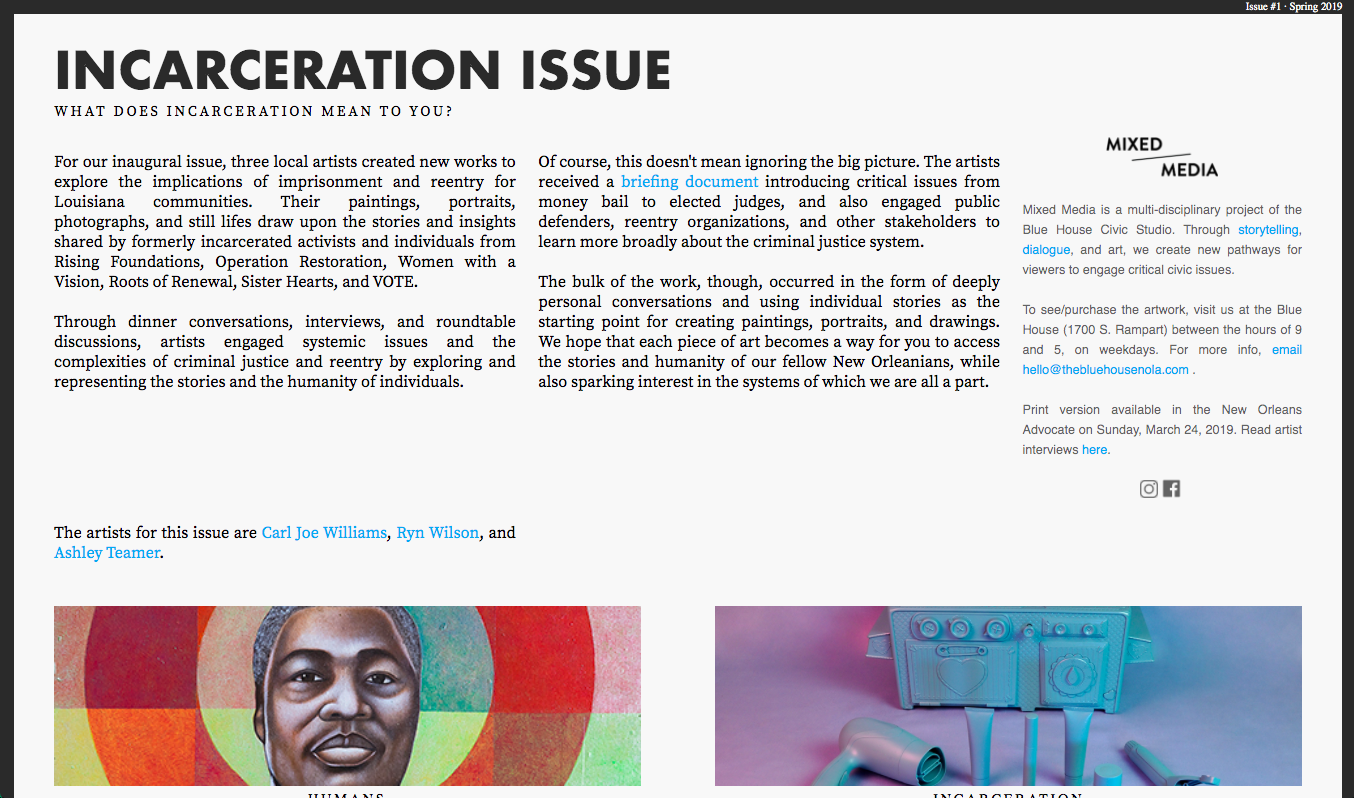 Issue #1 · Spring 2019
INCARCERATION ISSUE
WHAT DOES INCARCERATION MEAN TO YOU?
For our inaugural issue, three local artists created new works to
explore the implications of imprisonment and reentry for
Louisiana communities. Their paintings, portraits,
photographs, and still lifes draw upon the stories and insights
shared by formerly incarcerated activists and individuals from
Rising Foundations, Operation Restoration, Women with a
Vision, Roots of Renewal, Sister Hearts, and VOTE.
Through dinner conversations, interviews, and roundtable
discussions, artists engaged systemic issues and the
complexities of criminal justice and reentry by exploring and
representing the stories and the humanity of individuals.
Of course, this doesn't mean ignoring the big picture. The artists
received a briefing document introducing critical issues from
money bail to elected judges, and also engaged public
defenders, reentry organizations, and other stakeholders to
learn more broadly about the criminal justice system.
The bulk of the work, though, occurred in the form of deeply
personal conversations and using individual stories as the
starting point for creating paintings, portraits, and drawings.
We hope that each piece of art becomes a way for you to access
the stories and humanity of our fellow New Orleanians, while
also sparking interest in the systems of which we are all a part.
MIXED
MEDIA
Mixed Media is a multi-disciplinary project of the
Blue House Civic Studio. Through storytelling,
dialogue, and art, we create new pathways for
viewers to engage critical civic issues.
To see/purchase the artwork, visit us at the Blue
House (1700 S. Rampart) between the hours of 9
and 5, on weekdays. For more info, email
hello@thebluehousenola.com .
Print version available in the New Orleans
Advocate on Sunday, March 24, 2019. Read artist
interviews here.
The artists for this issue are Carl Joe Williams, Ryn Wilson, and
Ashley Teamer.
HUMANS
INCARCERATION